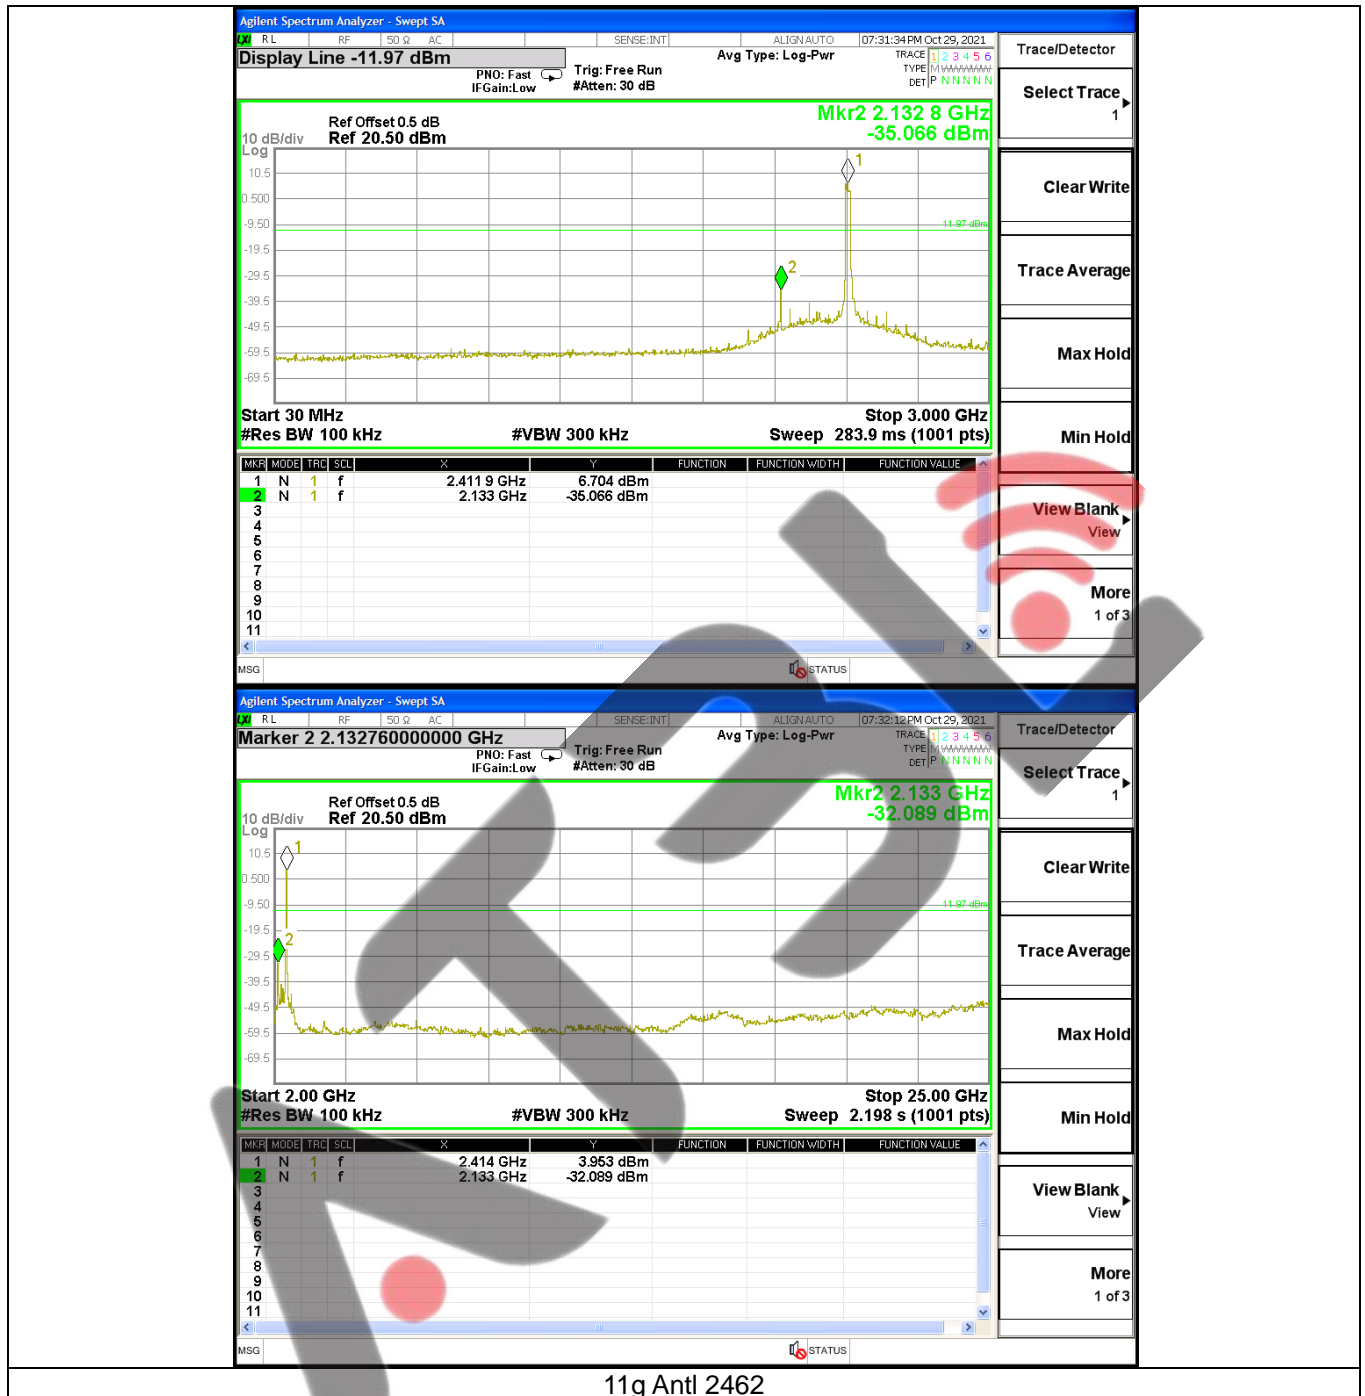 Agilent Spectrum Analyzer - Swept SA
LXI RL RF 50 Ω AC SENSE:INT ALIGN AUTO 07:31:34 PM Oct 29, 2021
Display Line -11.97 dBm
PNO: Fast
IFGain:Low
Trig: Free Run
#Atten: 30 dB
Avg Type: Log-Pwr
TRACE 1 2 3 4 5 6
TYPE M WWWWW
DET P N N N N N
Mkr2 2.132 8 GHz
-35.066 dBm
Ref Offset 0.5 dB
10 dB/div Ref 20.50 dBm
Log
10.5
0.500
-9.50
-19.5
-29.5
-39.5
-49.5
-59.5
-69.5
1
2
-11.97 dBm
Start 30 MHz Stop 3.000 GHz
#Res BW 100 kHz #VBW 300 kHz Sweep 283.9 ms (1001 pts)
MKR MODE TRC SCL X Y FUNCTION FUNCTION WIDTH FUNCTION VALUE
1 N 1 f 2.411 9 GHz 6.704 dBm
2 N 1 f 2.133 GHz -35.066 dBm
3
4
5
6
7
8
9
10
11
MSG STATUS
Trace/Detector
Select Trace
1
Clear Write
Trace Average
Max Hold
Min Hold
View Blank
View
More
1 of 3
Agilent Spectrum Analyzer - Swept SA
LXI RL RF 50 Ω AC SENSE:INT ALIGN AUTO 07:32:12 PM Oct 29, 2021
Marker 2 2.132760000000 GHz
PNO: Fast
IFGain:Low
Trig: Free Run
#Atten: 30 dB
Avg Type: Log-Pwr
TRACE 1 2 3 4 5 6
TYPE M WWWWW
DET P N N N N N
Mkr2 2.133 GHz
-32.089 dBm
Ref Offset 0.5 dB
10 dB/div Ref 20.50 dBm
Log
10.5
0.500
-9.50
-19.5
-29.5
-39.5
-49.5
-59.5
-69.5
1
2
-11.97 dBm
Start 2.00 GHz Stop 25.00 GHz
#Res BW 100 kHz #VBW 300 kHz Sweep 2.198 s (1001 pts)
MKR MODE TRC SCL X Y FUNCTION FUNCTION WIDTH FUNCTION VALUE
1 N 1 f 2.414 GHz 3.953 dBm
2 N 1 f 2.133 GHz -32.089 dBm
3
4
5
6
7
8
9
10
11
MSG STATUS
Trace/Detector
Select Trace
1
Clear Write
Trace Average
Max Hold
Min Hold
View Blank
View
More
1 of 3
11g Ant1 2462